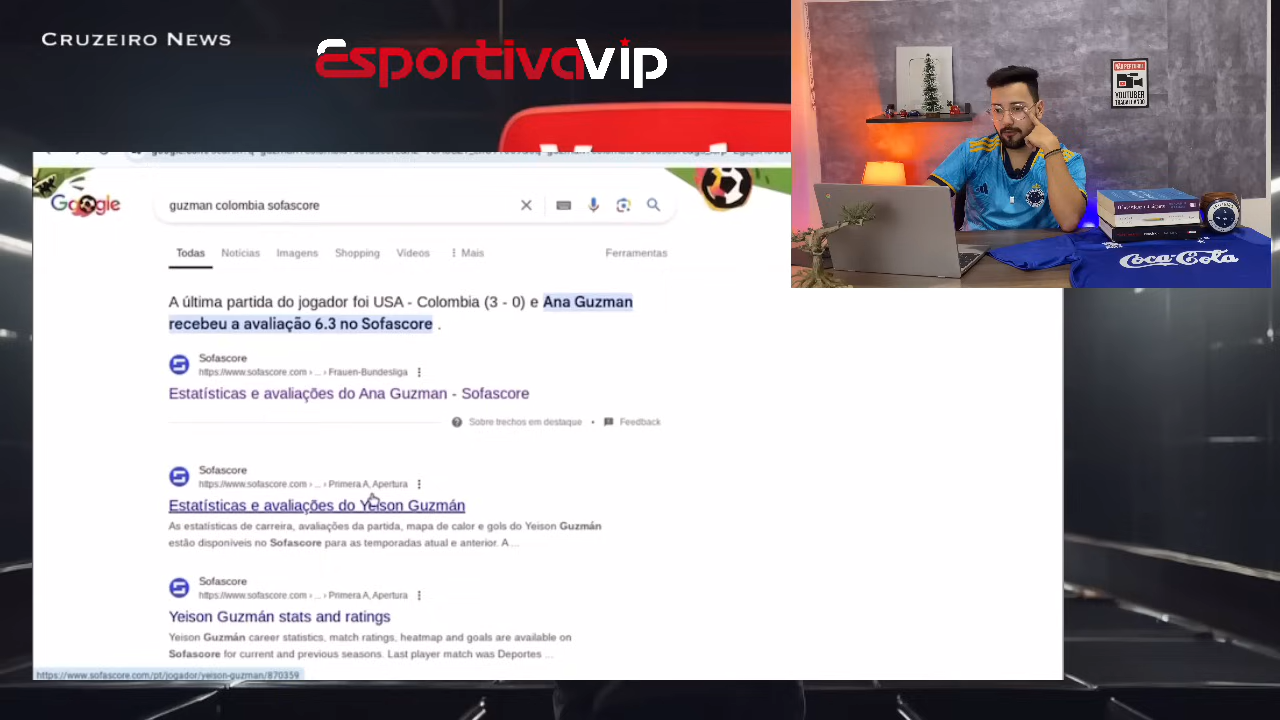 CRUZEIRO NEWS
EsportivaVip
Google
guzman colombia sofascore
Todas
Notícias
Imagens
Shopping
Vídeos
Mais
Ferramentas
A última partida do jogador foi USA - Colombia (3 - 0) e Ana Guzman
recebeu a avaliação 6.3 no Sofascore .
Sofascore
https://www.sofascore.com › ... › Frauen-Bundesliga
Estatísticas e avaliações do Ana Guzman - Sofascore
Sobre trechos em destaque • Feedback
Sofascore
https://www.sofascore.com › ... › Primera A, Apertura
Estatísticas e avaliações do Yeison Guzmán
As estatísticas de carreira, avaliações da partida, mapa de calor e gols do Yeison Guzmán
estão disponíveis no Sofascore para as temporadas atual e anterior. A ...
Sofascore
https://www.sofascore.com › ... › Primera A, Apertura
Yeison Guzmán stats and ratings
Yeison Guzmán career statistics, match ratings, heatmap and goals are available on
Sofascore for current and previous seasons. Last player match was Deportes ...
https://www.sofascore.com/pt/jogador/yeison-guzman/870359
NÃO PERTURBE
YOUTUBER
TRABALHANDO
Coca-Cola